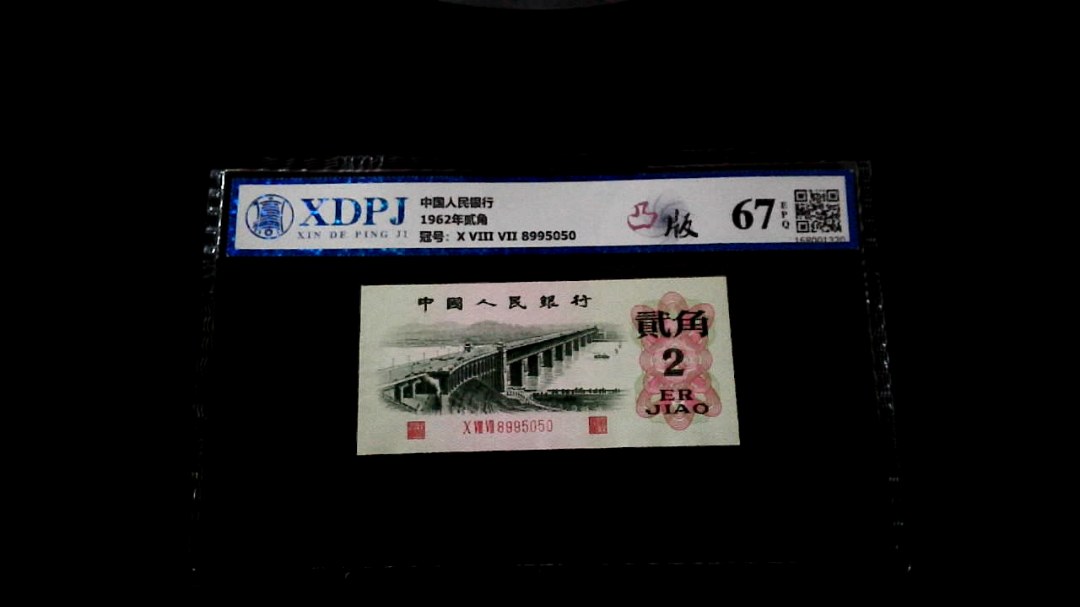 XDPJ
XIN DE PING JI
中国人民银行
1962年贰角
冠号: X VIII VII 8995050
凸版
67
EPQ
中國人民銀行
貳角
2
ER
JIAO
X VIII VII 8995050